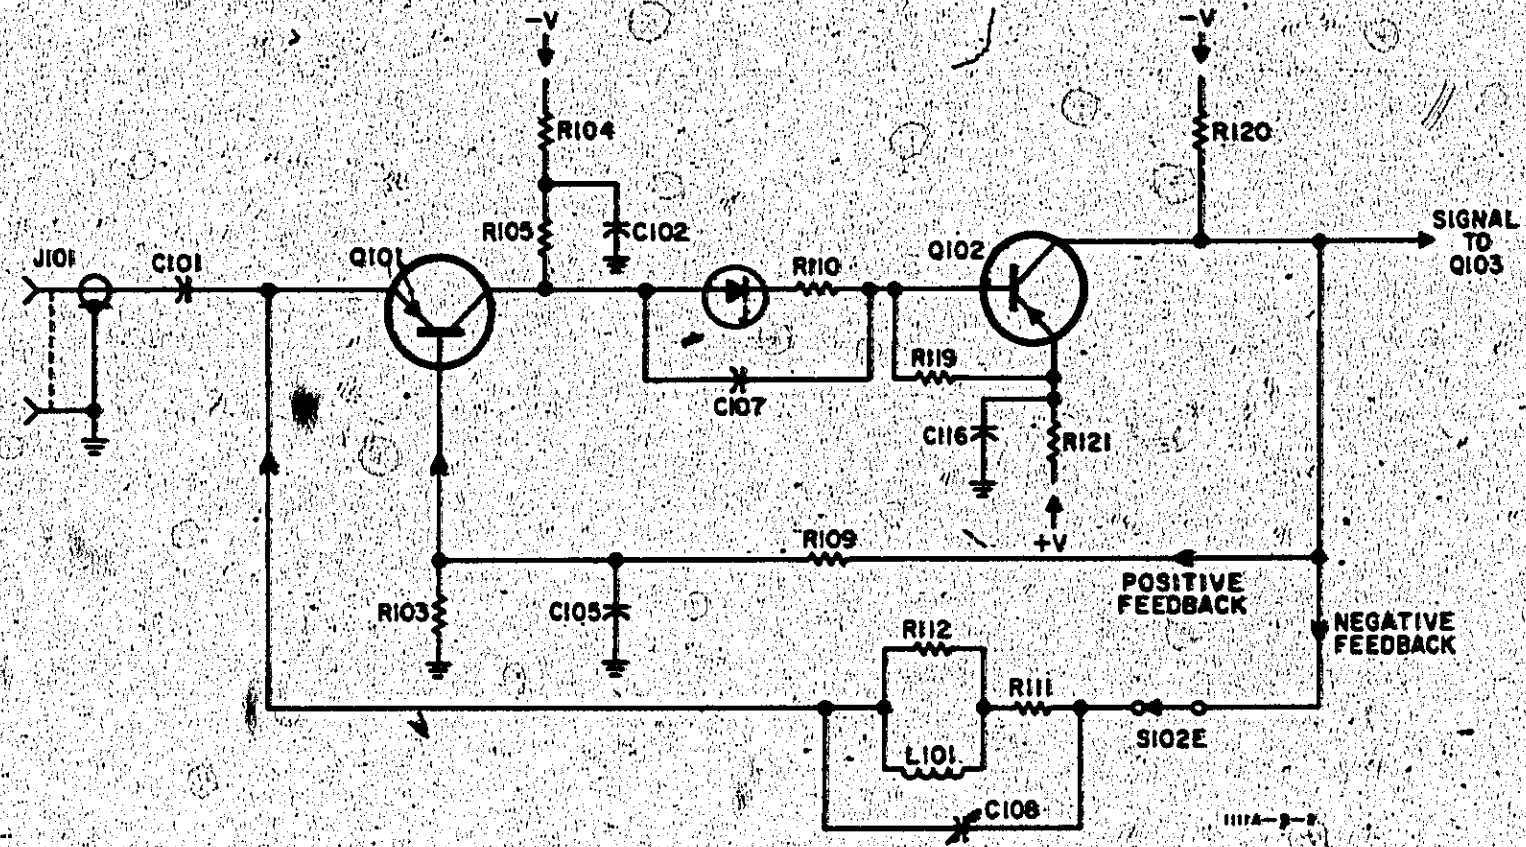 -V
-V
R104
R120
R105
C102
SIGNAL
TO
Q103
J101
C101
Q101
R110
Q102
C107
R119
C116
R121
+V
R109
POSITIVE
FEEDBACK
R103
C105
NEGATIVE
FEEDBACK
R112
R111
S102E
L101
C108